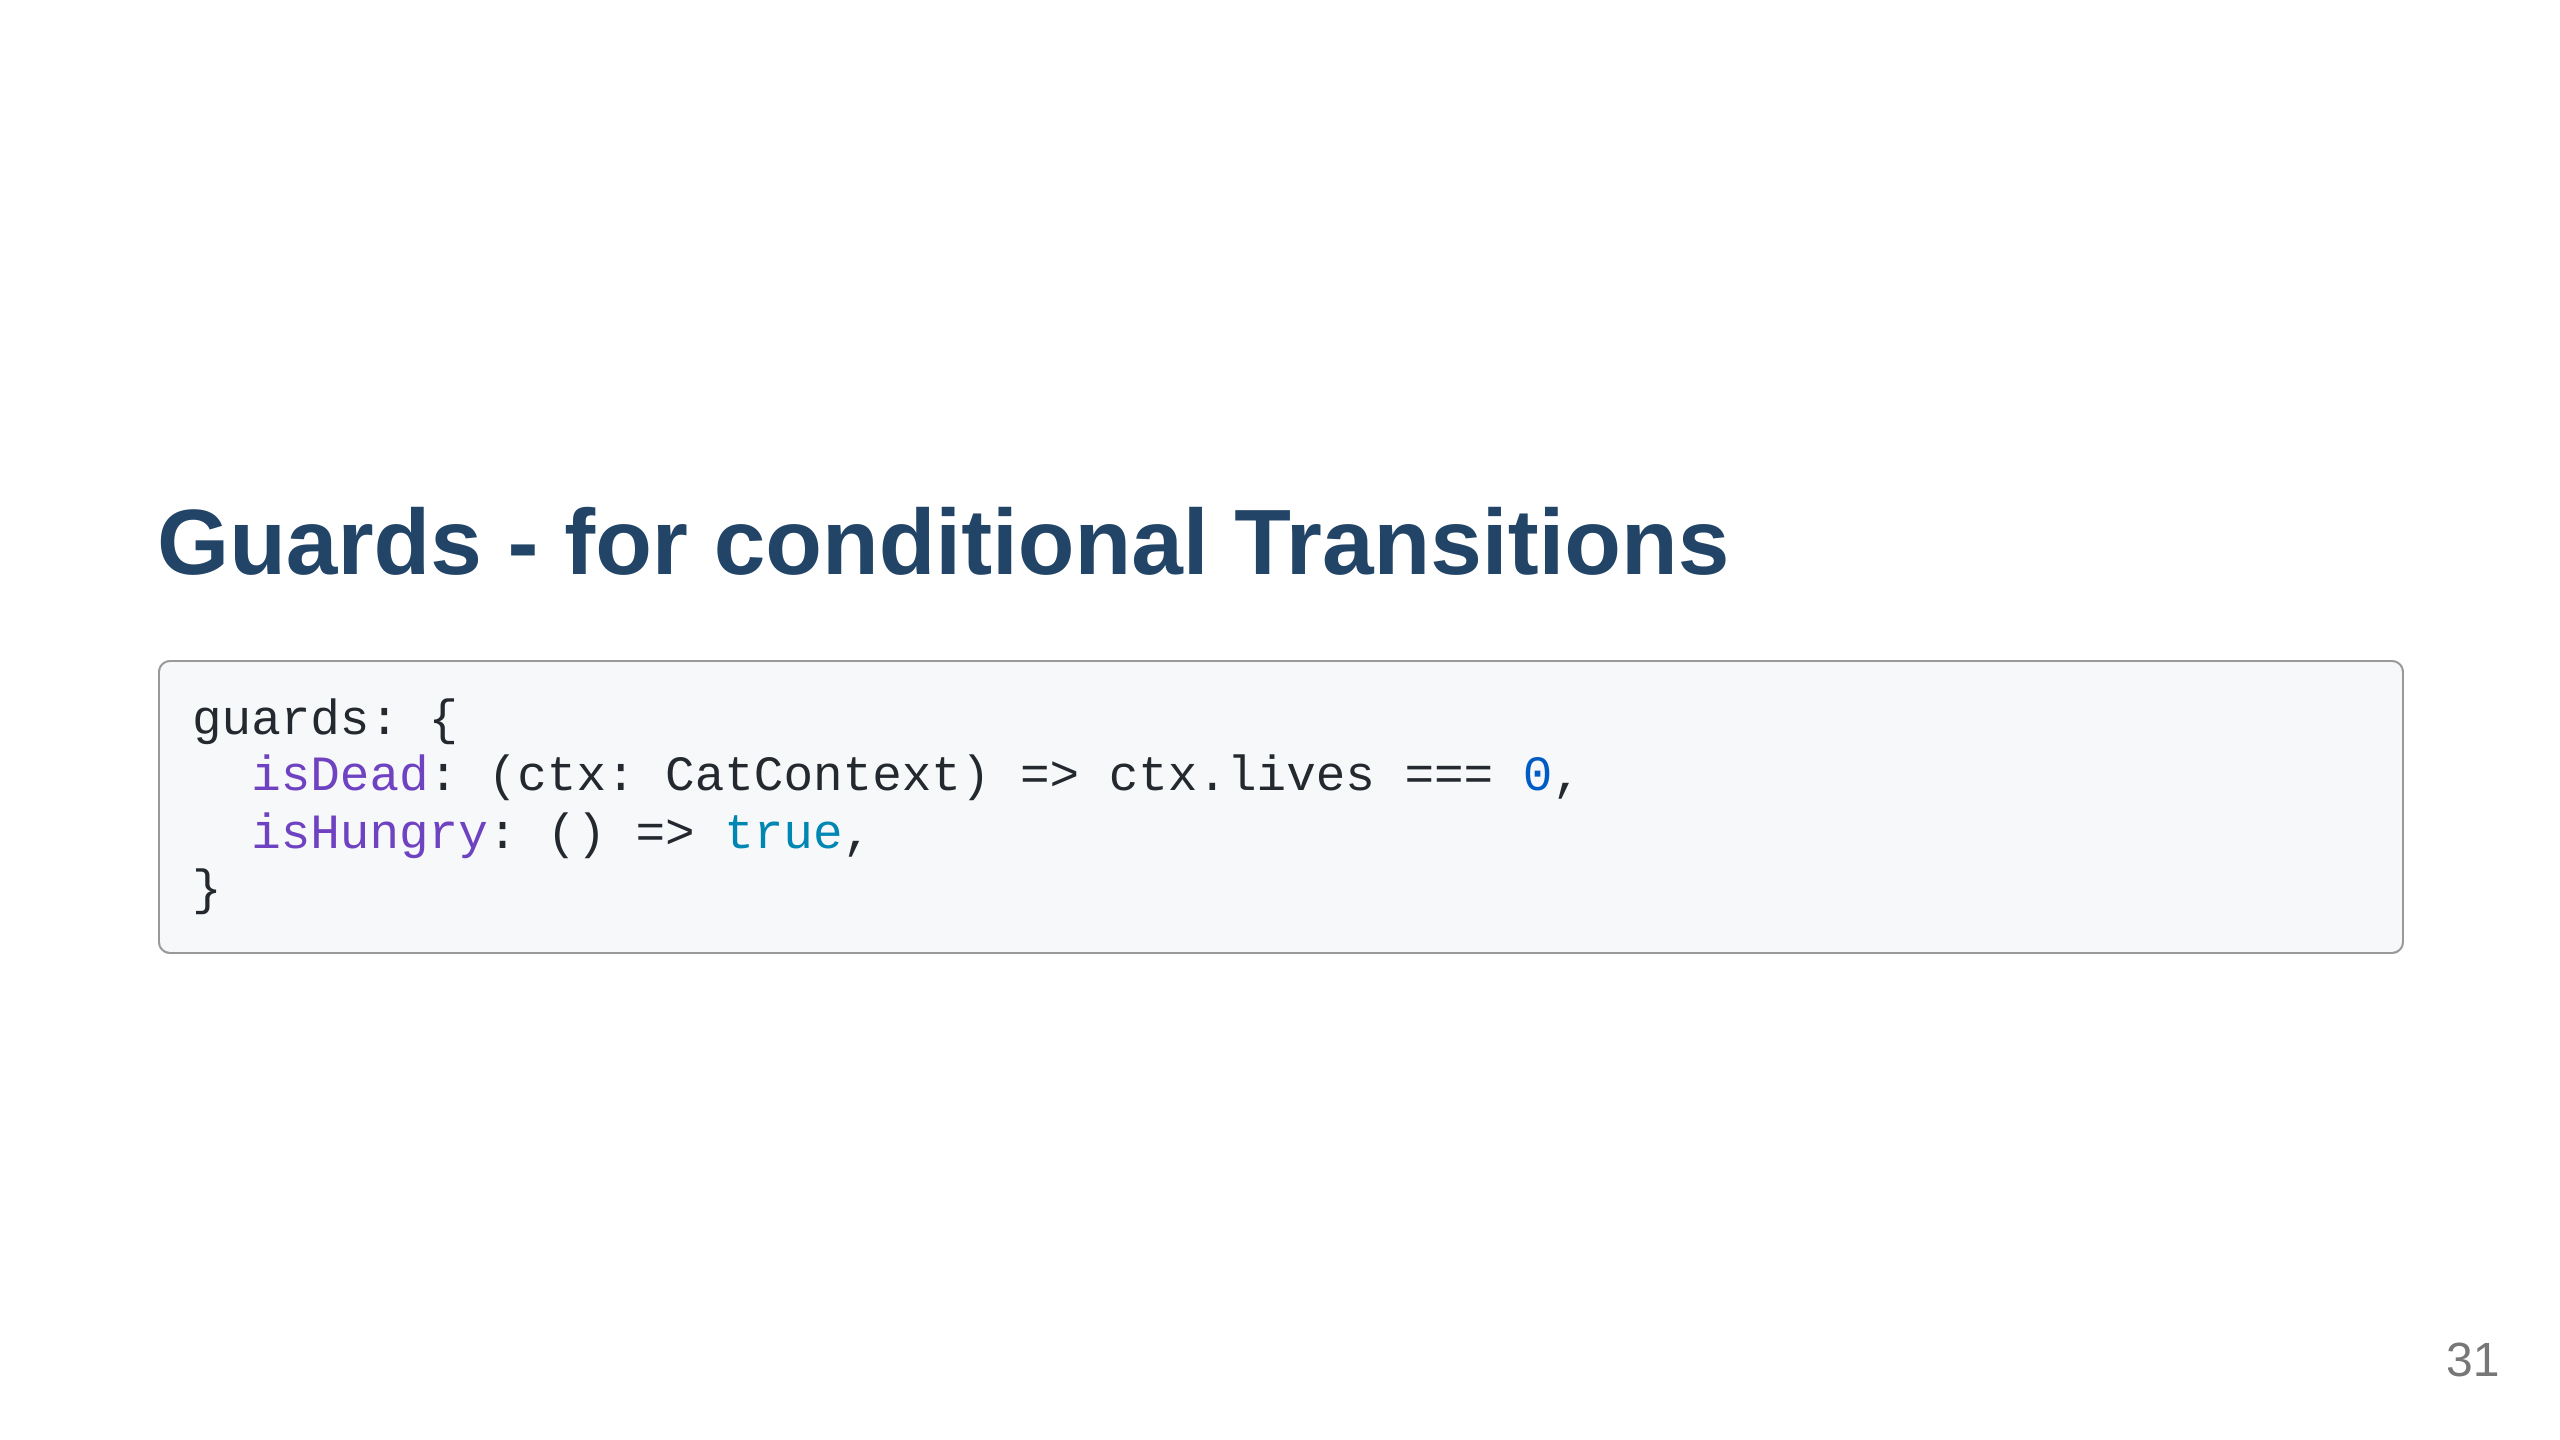 Guards - for conditional Transitions
guards: {
  isDead: (ctx: CatContext) => ctx.lives === 0,
  isHungry: () => true,
}
31